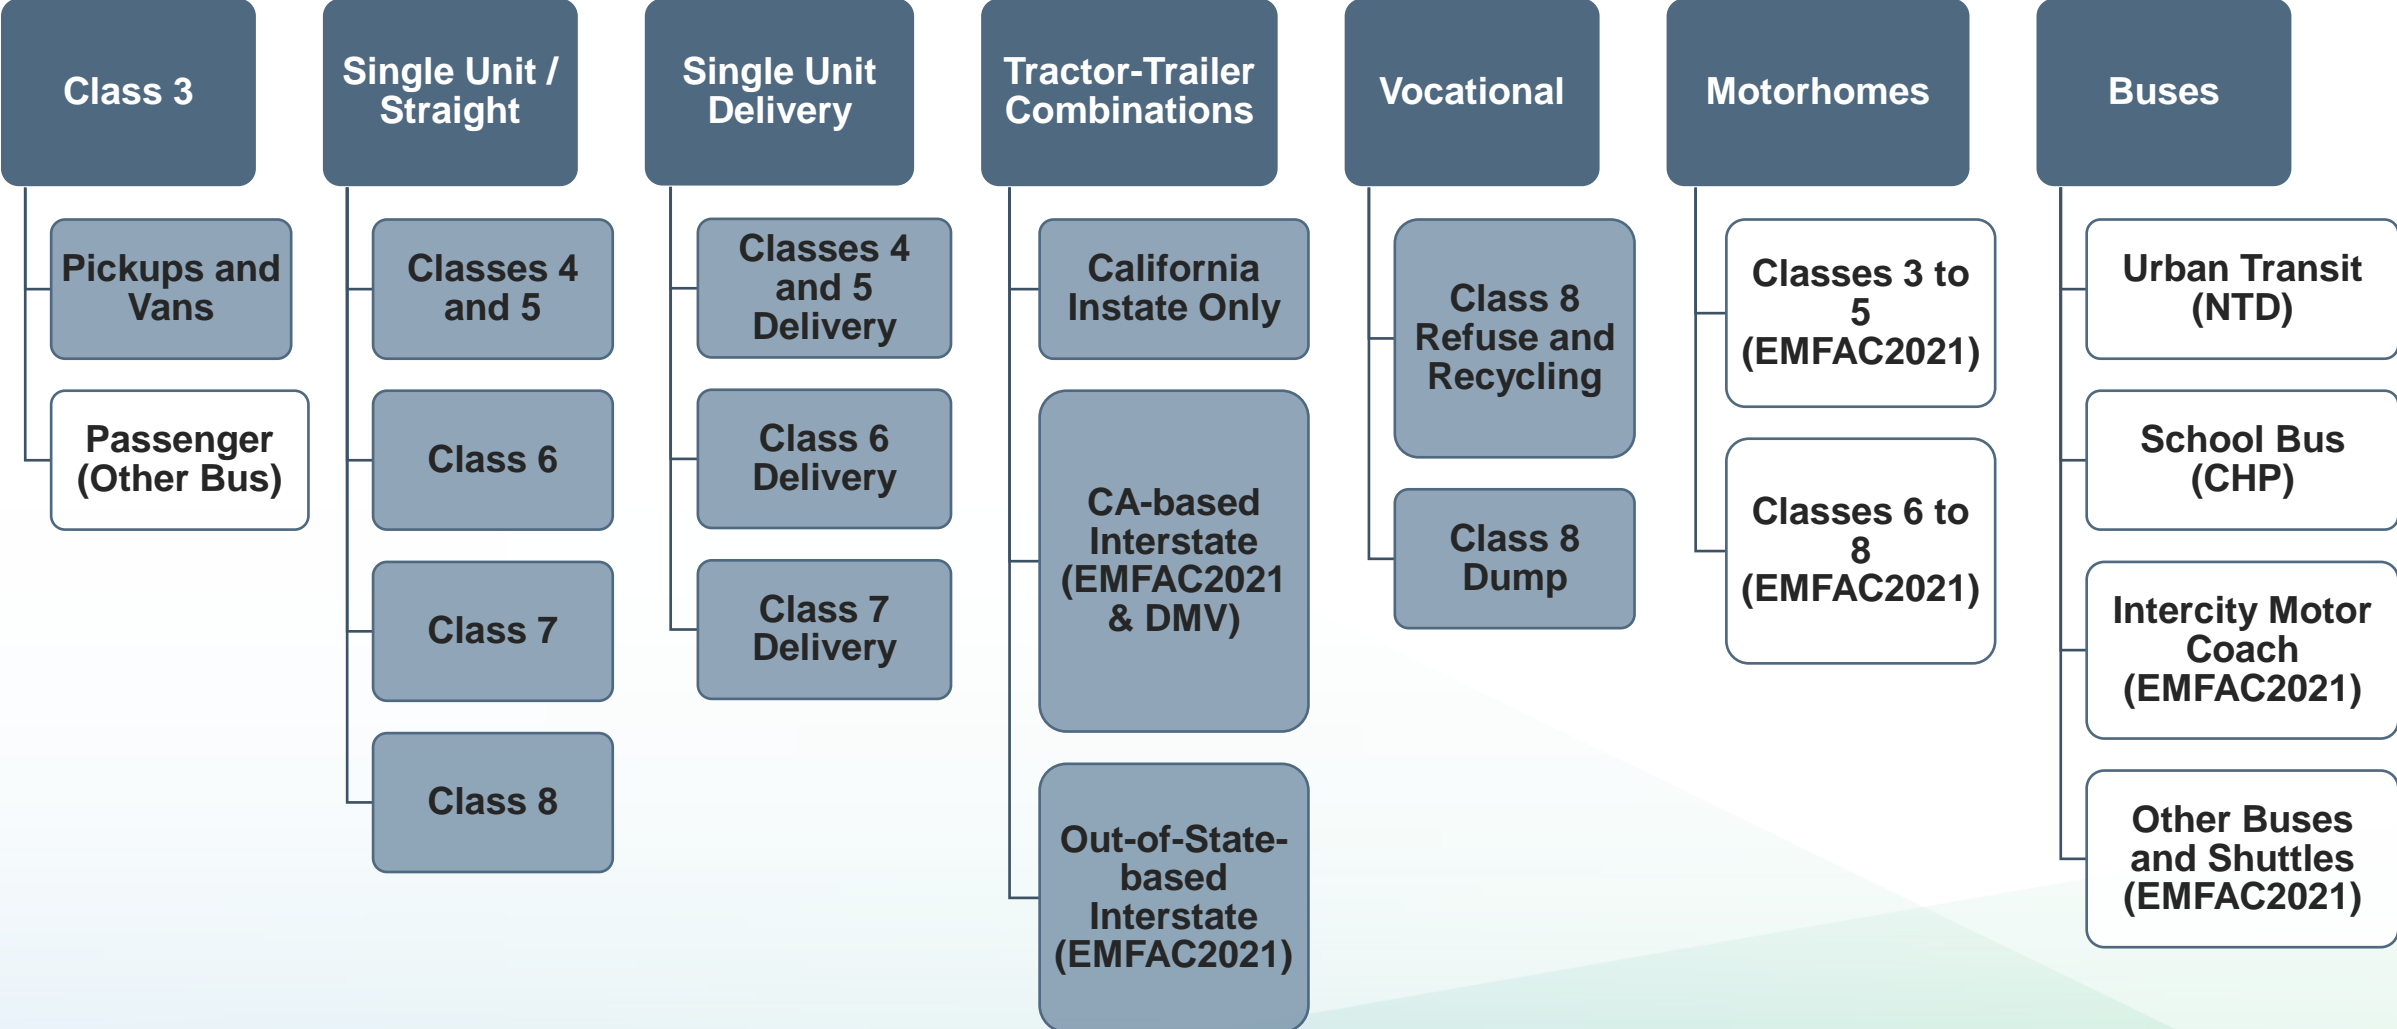 Class 3
Pickups and
Vans
Passenger
(Other Bus)
Single Unit /
Straight
Classes 4
and 5
Class 6
Class 7
Class 8
Single Unit
Delivery
Classes 4
and 5
Delivery
Class 6
Delivery
Class 7
Delivery
Tractor-Trailer
Combinations
California
Instate Only
CA-based
Interstate
(EMFAC2021
& DMV)
Out-of-State-
based
Interstate
(EMFAC2021)
Vocational
Class 8
Refuse and
Recycling
Class 8
Dump
Motorhomes
Classes 3 to
5
(EMFAC2021)
Classes 6 to
8
(EMFAC2021)
Buses
Urban Transit
(NTD)
School Bus
(CHP)
Intercity Motor
Coach
(EMFAC2021)
Other Buses
and Shuttles
(EMFAC2021)